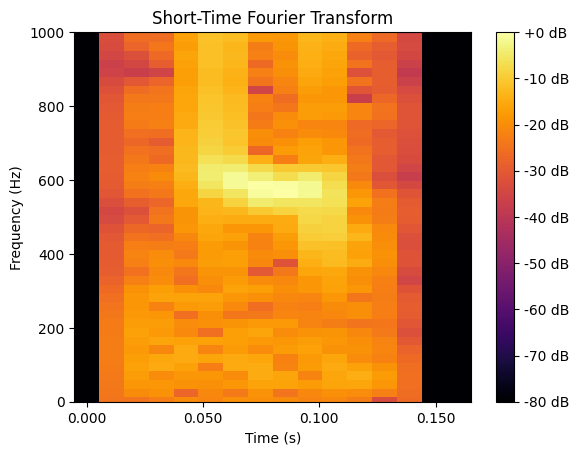 Short-Time Fourier Transform
1000
800
600
400
200
0
Frequency (Hz)
0.000
0.050
0.100
0.150
Time (s)
+0 dB
-10 dB
-20 dB
-30 dB
-40 dB
-50 dB
-60 dB
-70 dB
-80 dB